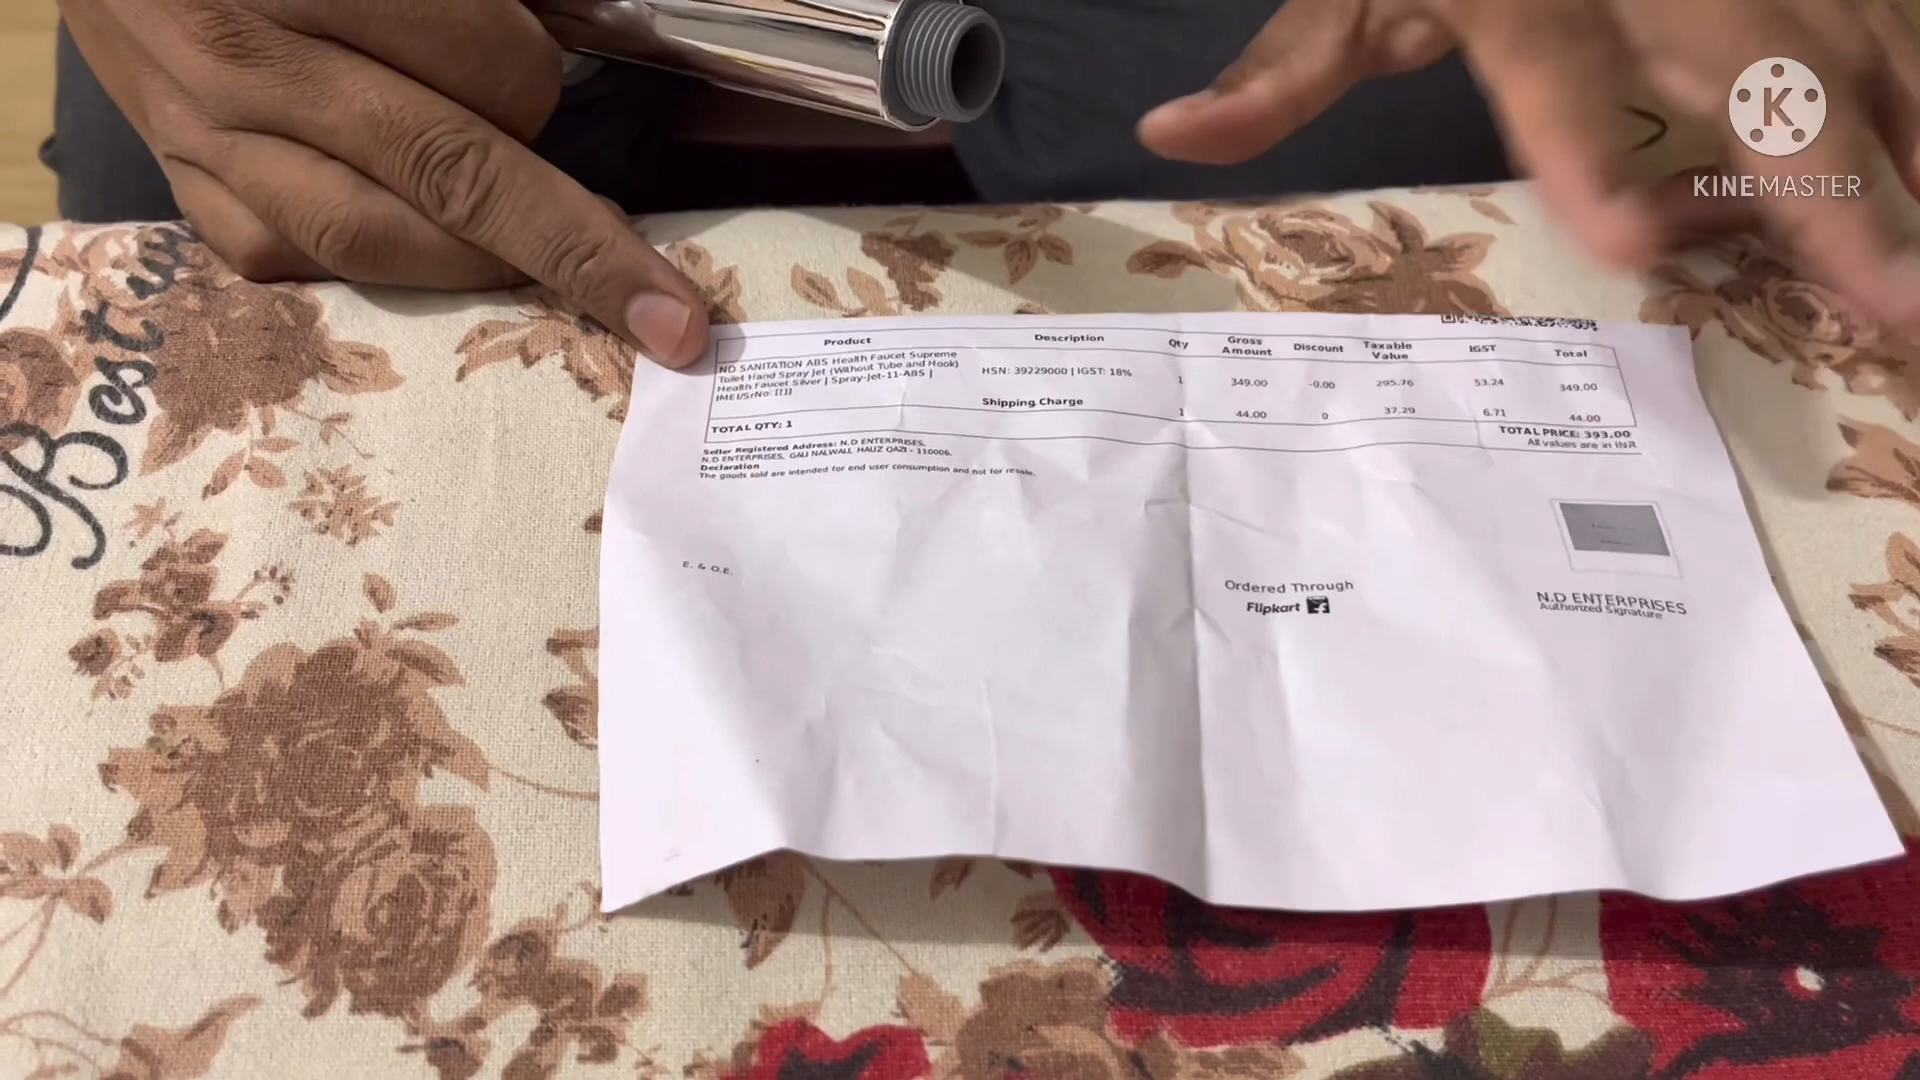 K
KINEMASTER
Best
Product Description Qty Gross Amount Discount Taxable Value IGST Total
ND SANITATION ABS Health Faucet Supreme
Toilet Hand Spray Jet (Without Tube and Hook)
Health Faucet Silver | Spray-Jet-11-ABS |
IMEI/SrNo: [[]]
HSN: 39229000 | IGST: 18% 1 349.00 -0.00 295.76 53.24 349.00
Shipping Charge 1 44.00 0 37.29 6.71 44.00
TOTAL QTY: 1
TOTAL PRICE: 393.00
All values are in INR
Seller Registered Address: N.D ENTERPRISES,
N.D ENTERPRISES, GALI NALWALI, HAUZ QAZI - 110006.
Declaration
The goods sold are intended for end user consumption and not for resale.
E. & O.E.
Ordered Through
Flipkart
N.D ENTERPRISES
Authorized Signature